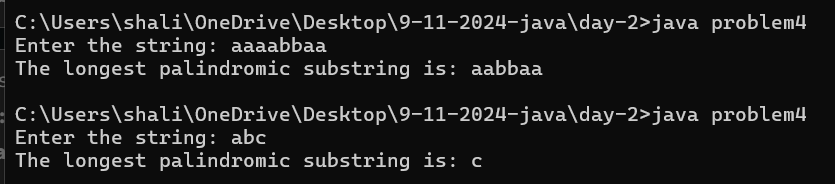 C:\Users\shali\OneDrive\Desktop\9-11-2024-java\day-2>java problem4
Enter the string: aaaabbaa
The longest palindromic substring is: aabbaa
C:\Users\shali\OneDrive\Desktop\9-11-2024-java\day-2>java problem4
Enter the string: abc
The longest palindromic substring is: c